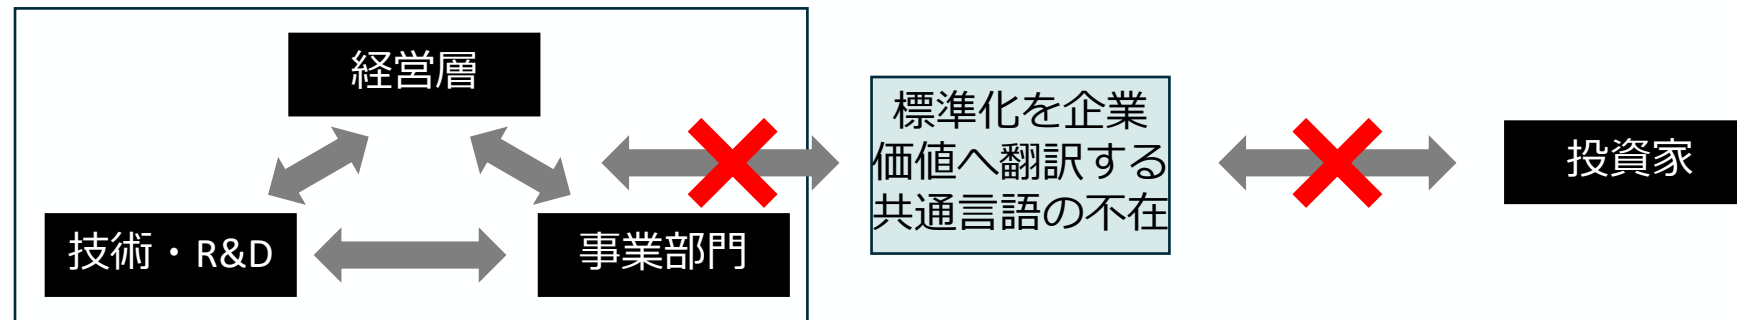 経営層
技術・R&D
事業部門
標準化を企業
価値へ翻訳する
共通言語の不在
投資家